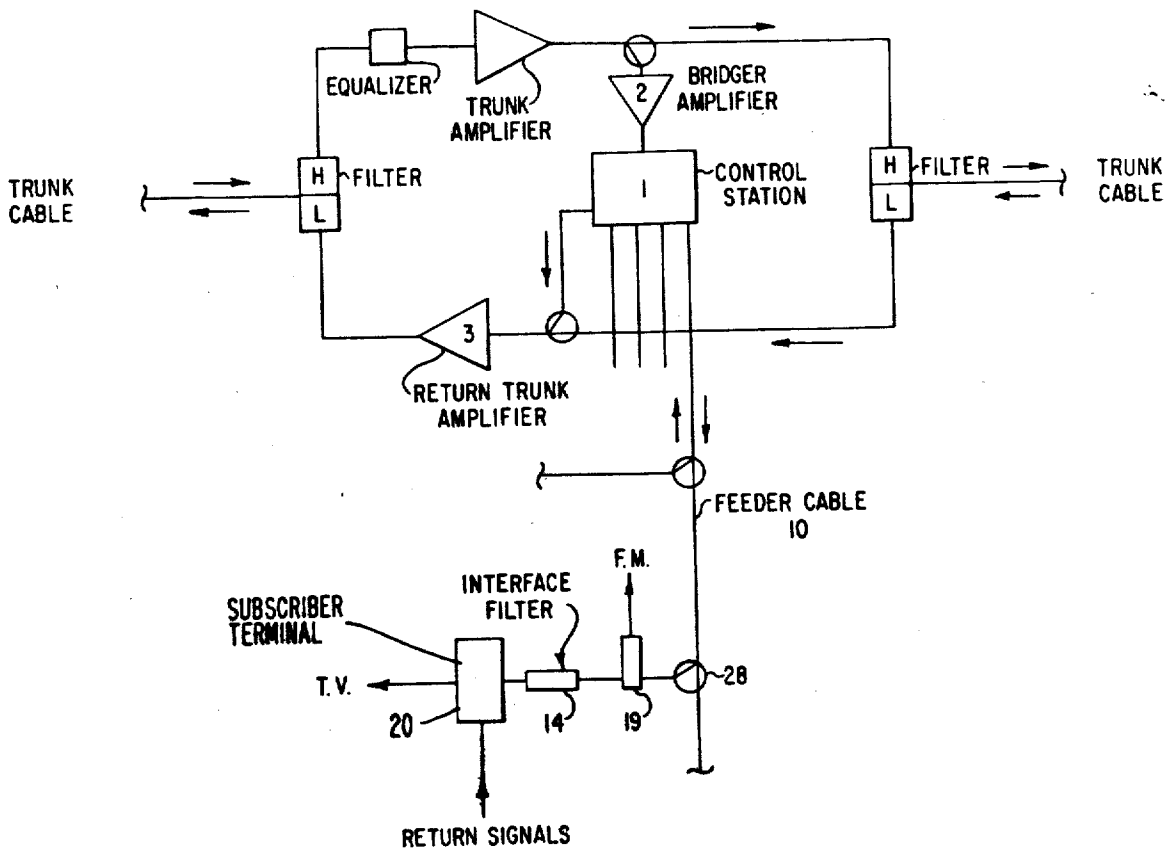 EQUALIZER
TRUNK
AMPLIFIER
2
BRIDGER
AMPLIFIER
TRUNK
CABLE
H
L
FILTER
1
CONTROL
STATION
H
L
FILTER
TRUNK
CABLE
3
RETURN TRUNK
AMPLIFIER
FEEDER CABLE
10
F.M.
INTERFACE
FILTER
SUBSCRIBER
TERMINAL
T.V.
20
14
19
28
RETURN SIGNALS